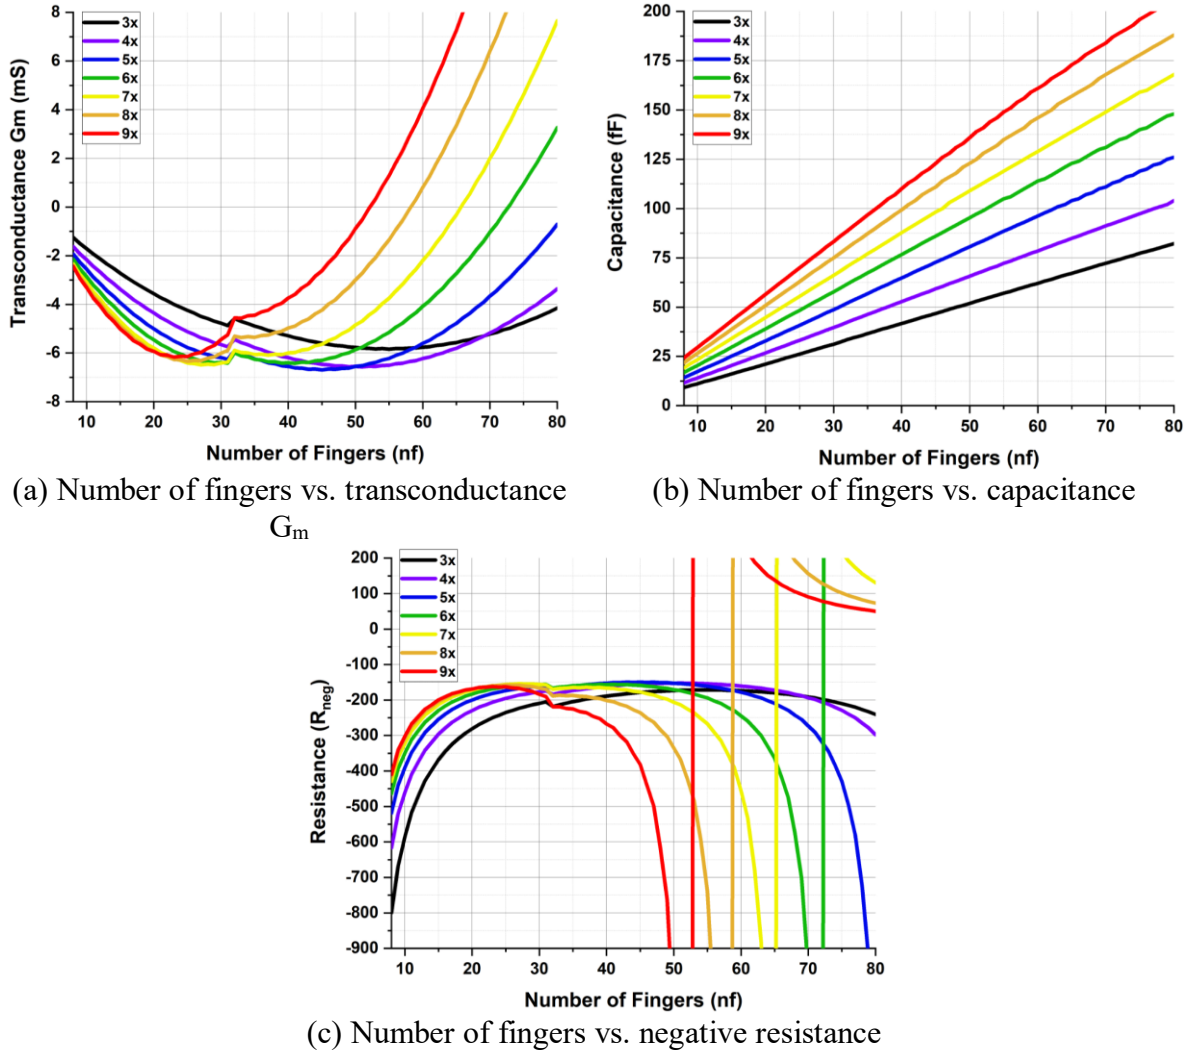 8
6
4
2
0
-2
-4
-6
-8
Transconductance Gm (mS)
3x
4x
5x
6x
7x
8x
9x
10 20 30 40 50 60 70 80
Number of Fingers (nf)
200
175
150
125
100
75
50
25
0
Capacitance (fF)
3x
4x
5x
6x
7x
8x
9x
10 20 30 40 50 60 70 80
Number of Fingers (nf)
(a) Number of fingers vs. transconductance
Gm
(b) Number of fingers vs. capacitance
200
100
0
-100
-200
-300
-400
-500
-600
-700
-800
-900
Resistance (Rneg)
3x
4x
5x
6x
7x
8x
9x
10 20 30 40 50 60 70 80
Number of Fingers (nf)
(c) Number of fingers vs. negative resistance